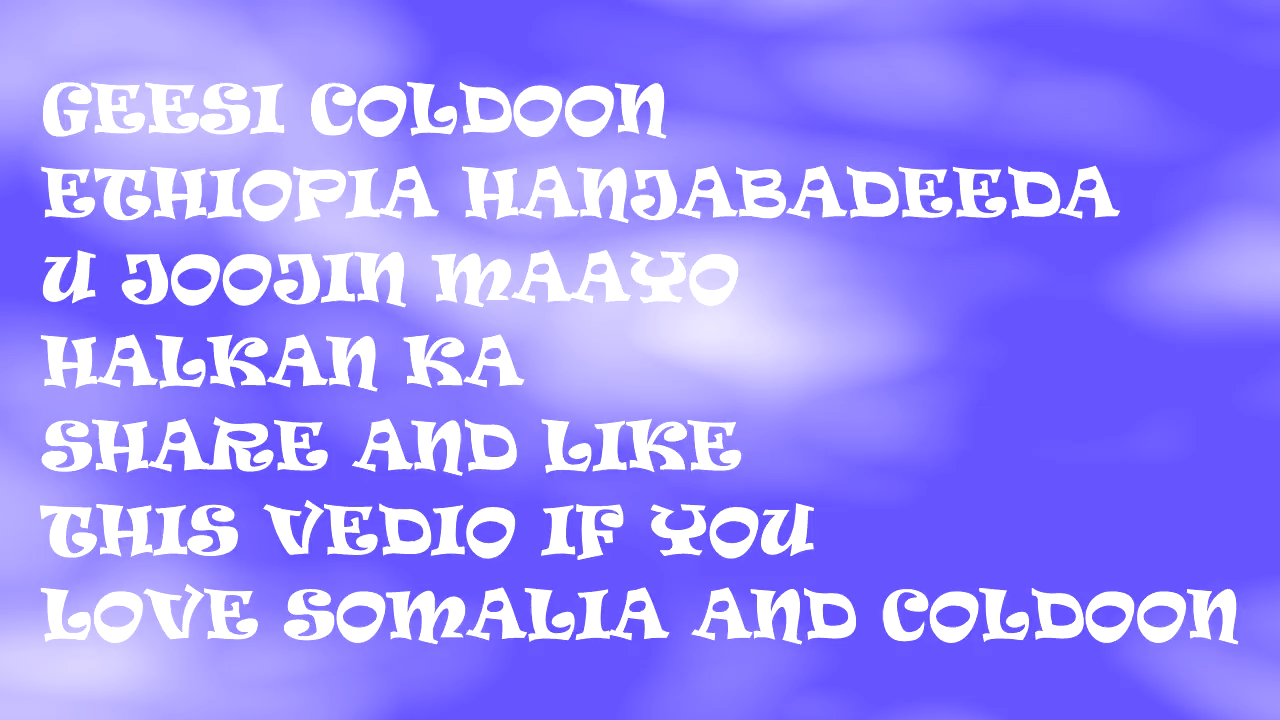 GEESI COLDOON
ETHIOPIA HANJABADEEDA
U JOOJIN MAAYO
HALKAN KA
SHARE AND LIKE
THIS VEDIO IF YOU
LOVE SOMALIA AND COLDOON